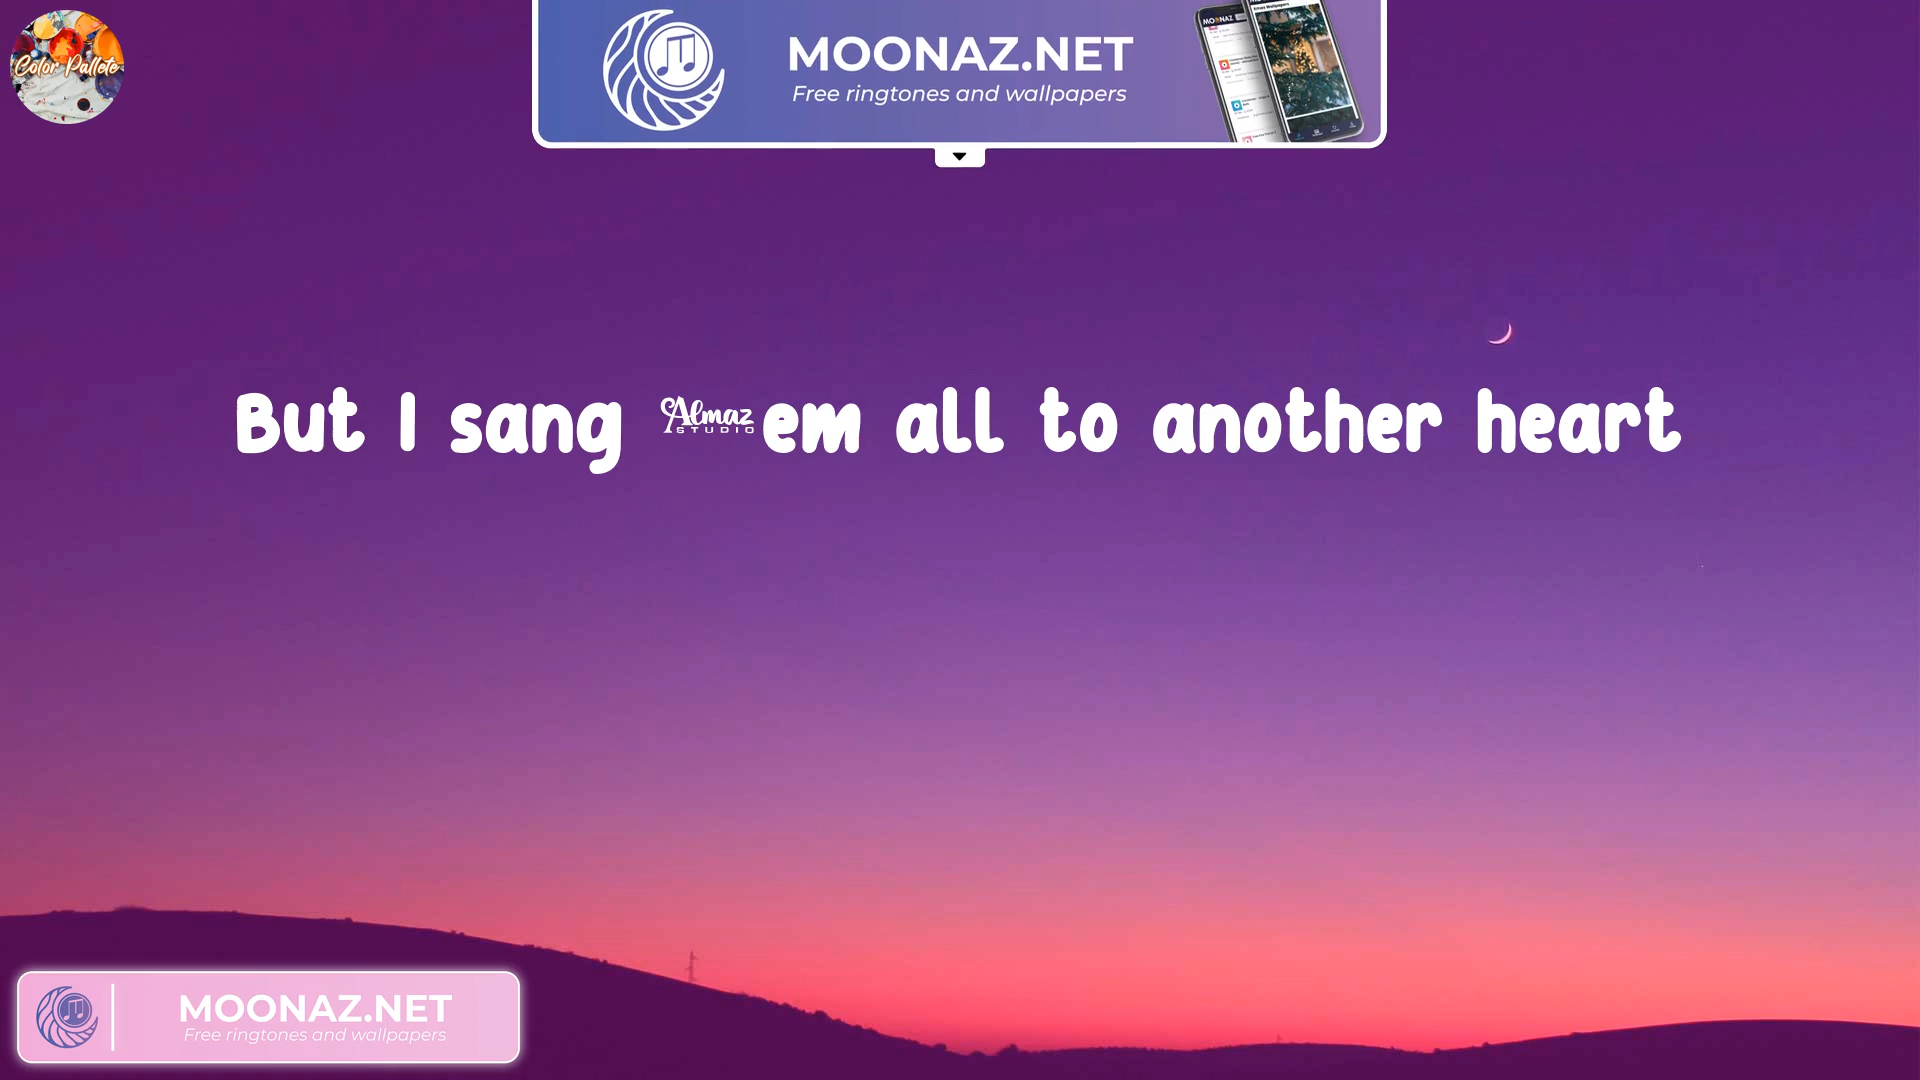 Color Pallete
MOONAZ.NET
Free ringtones and wallpapers
But I sang Almaz STUDIO em all to another heart
MOONAZ.NET
Free ringtones and wallpapers